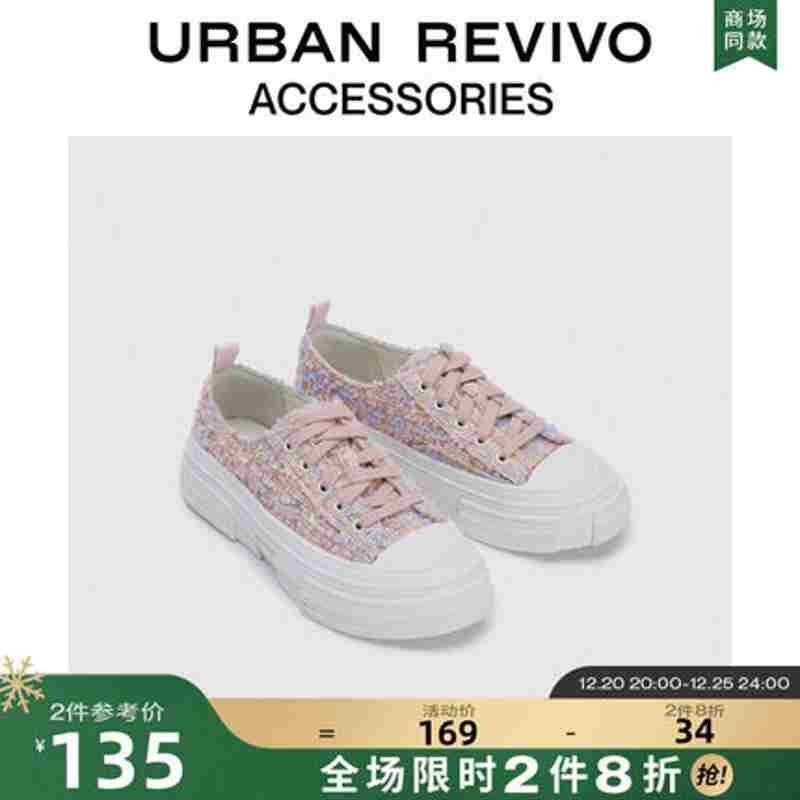 URBAN REVIVO
ACCESSORIES
商场
同款
12.20 20:00-12.25 24:00
2件参考价
¥135
=
活动价
169
-
2件8折
34
全场限时2件8折
抢!